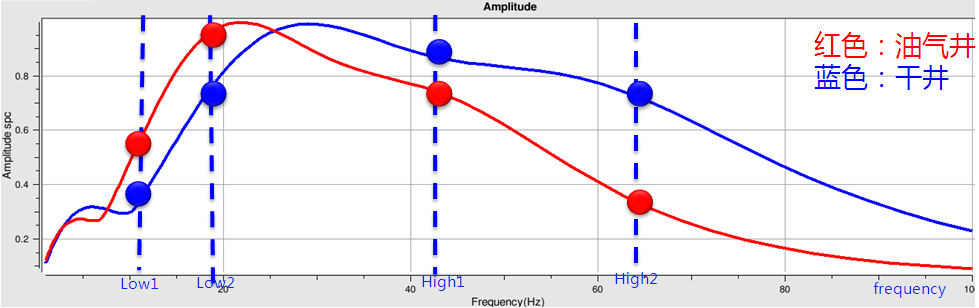 Amplitude
红色：油气井
蓝色：干井
0.8
0.6
0.4
0.2
Amplitude spc
Low1
Low2
High1
High2
frequency
20
40
60
80
100
Frequency(Hz)